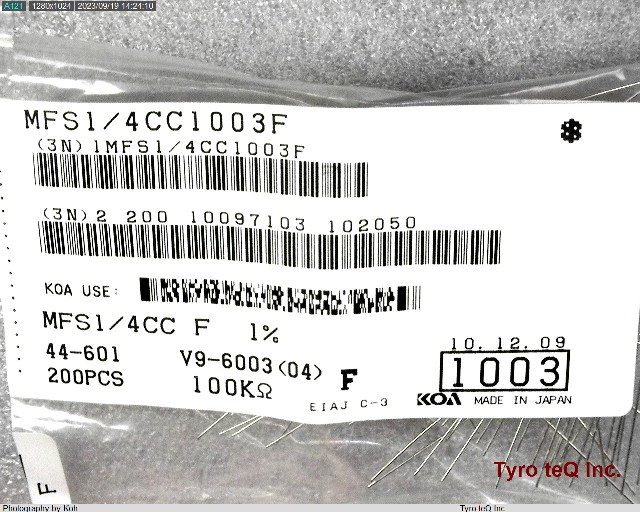 A121 1280x1024 2023/09/19 14:24:10
MFS1/4CC1003F
(3N) 1MFS1/4CC1003F
(3N) 2 200 10097103 102050
KOA USE:
MFS1/4CC F 1%
44-601 V9-6003(04) F
200PCS 100KΩ
EIAJ C-3
10. 12. 09
1003
KOA MADE IN JAPAN
F
Tyro teQ Inc.
Photography by Koh Tyro teQ Inc